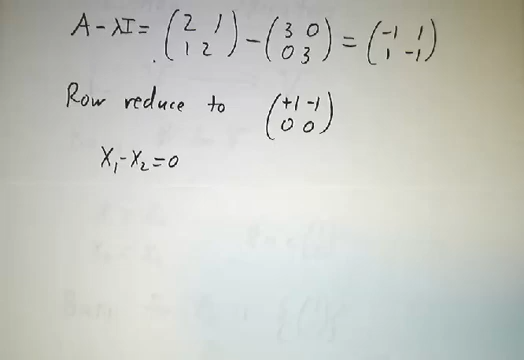 A - λI = (2 1 / 1 2) - (3 0 / 0 3) = (-1 1 / 1 -1)
Row reduce to (+1 -1 / 0 0)
X₁ - X₂ = 0